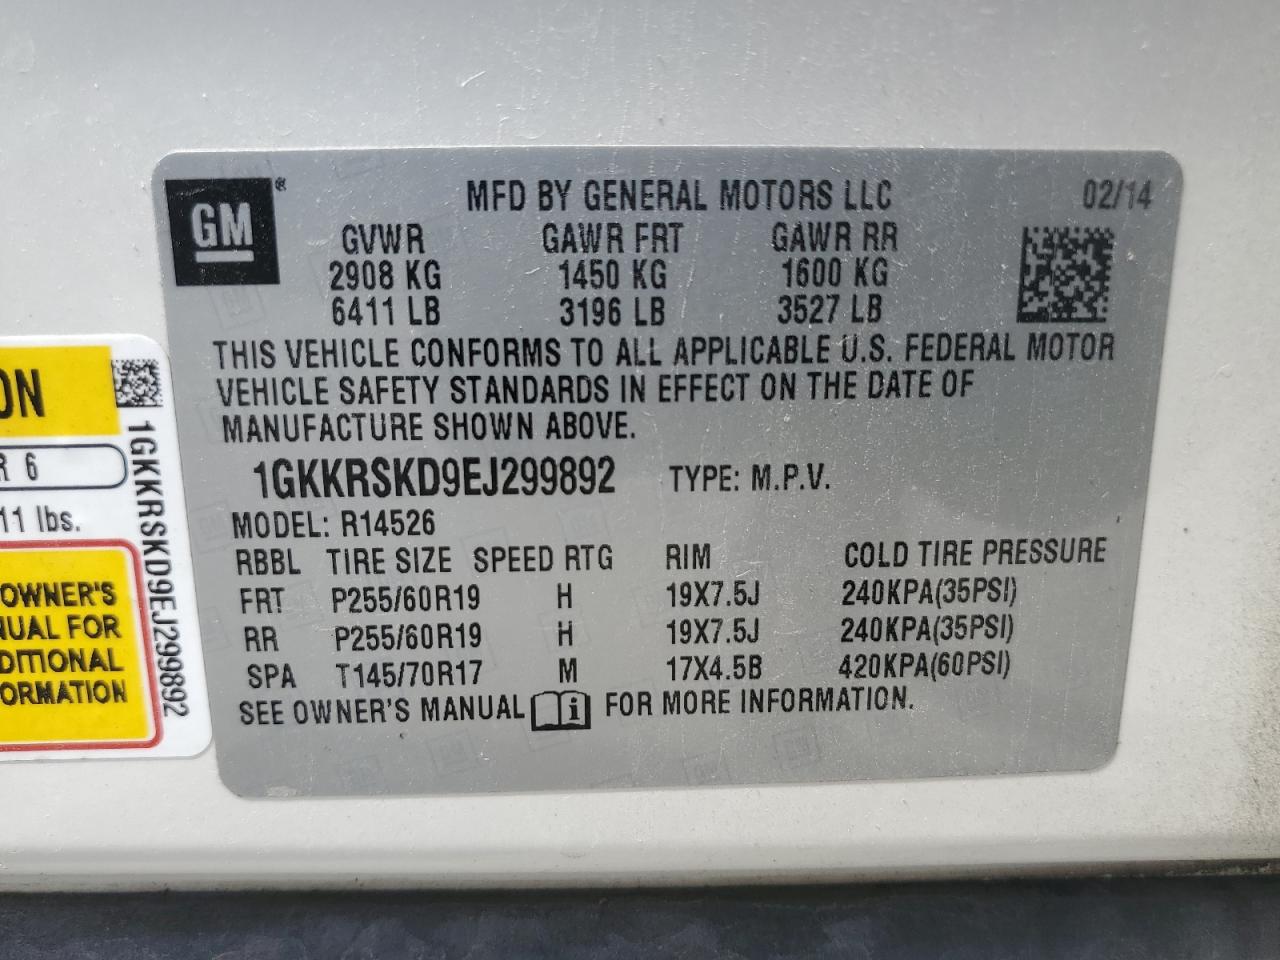 GM
®
MFD BY GENERAL MOTORS LLC 02/14
GVWR GAWR FRT GAWR RR
2908 KG 1450 KG 1600 KG
6411 LB 3196 LB 3527 LB
THIS VEHICLE CONFORMS TO ALL APPLICABLE U.S. FEDERAL MOTOR
VEHICLE SAFETY STANDARDS IN EFFECT ON THE DATE OF
MANUFACTURE SHOWN ABOVE.
1GKKRSKD9EJ299892 TYPE: M.P.V.
MODEL: R14526
RBBL TIRE SIZE SPEED RTG RIM COLD TIRE PRESSURE
FRT P255/60R19 H 19X7.5J 240KPA(35PSI)
RR P255/60R19 H 19X7.5J 240KPA(35PSI)
SPA T145/70R17 M 17X4.5B 420KPA(60PSI)
SEE OWNER'S MANUAL i FOR MORE INFORMATION.
ON
R 6
11 lbs.
OWNER'S
NUAL FOR
DITIONAL
FORMATION
1GKKRSKD9EJ299892